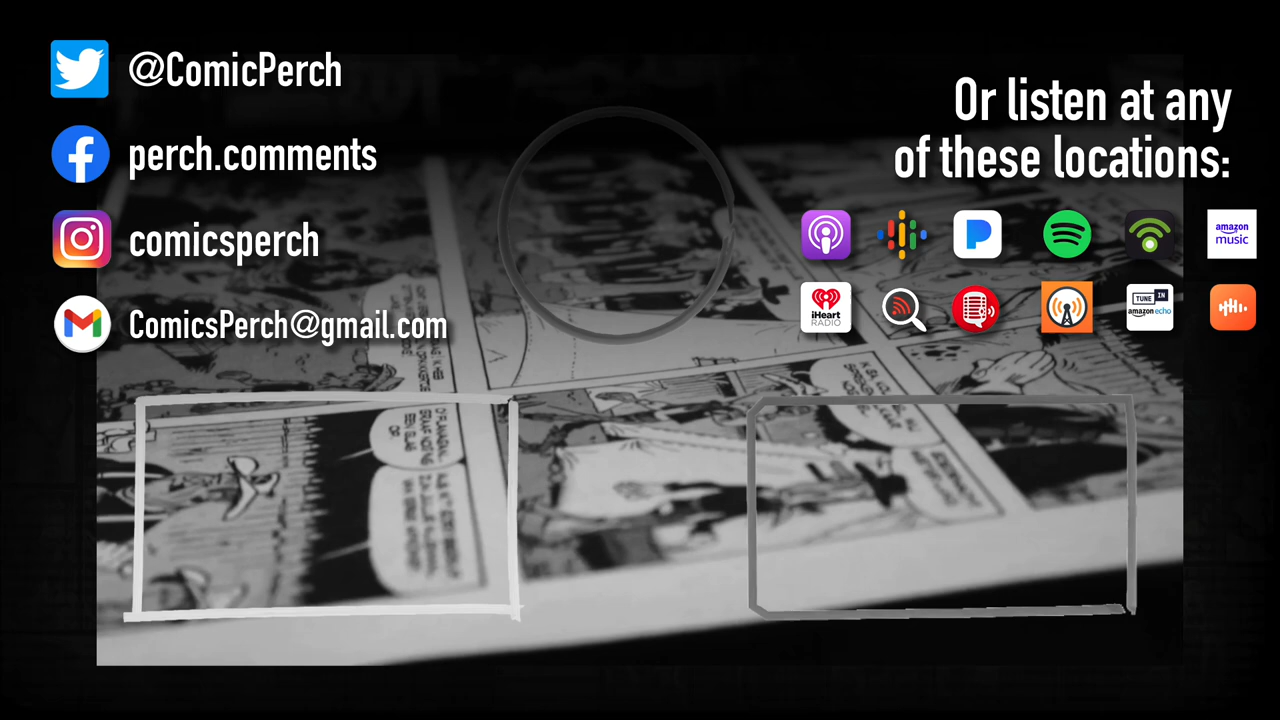 @ComicPerch
perch.comments
comicsperch
ComicsPerch@gmail.com
Or listen at any
of these locations:
amazon
music
iHeart
RADIO
TUNE IN
amazon echo